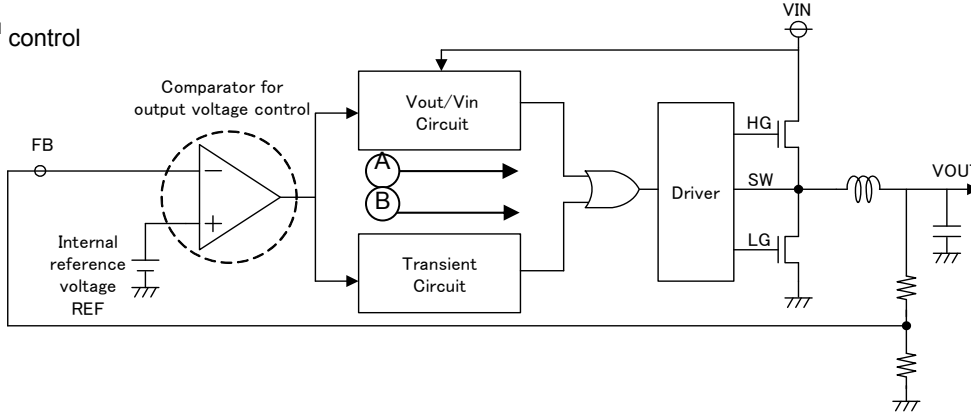 control
VIN
Comparator for
output voltage control
Vout/Vin
Circuit
HG
FB
A
VOUT
Driver
SW
B
Internal
reference
voltage
REF
LG
Transient
Circuit